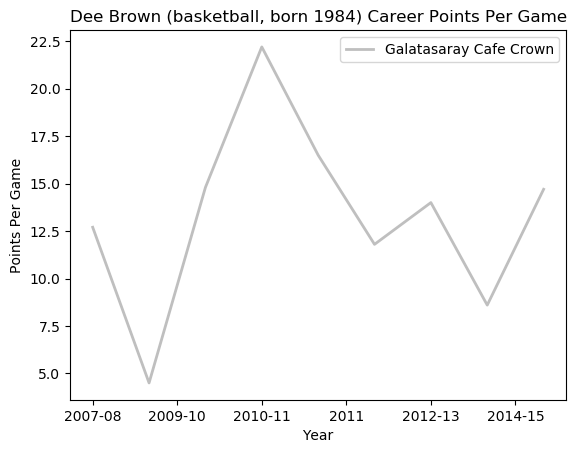 Dee Brown (basketball, born 1984) Career Points Per Game
Galatasaray Cafe Crown
Points Per Game
22.5
20.0
17.5
15.0
12.5
10.0
7.5
5.0
2007-08 2009-10 2010-11 2011 2012-13 2014-15
Year